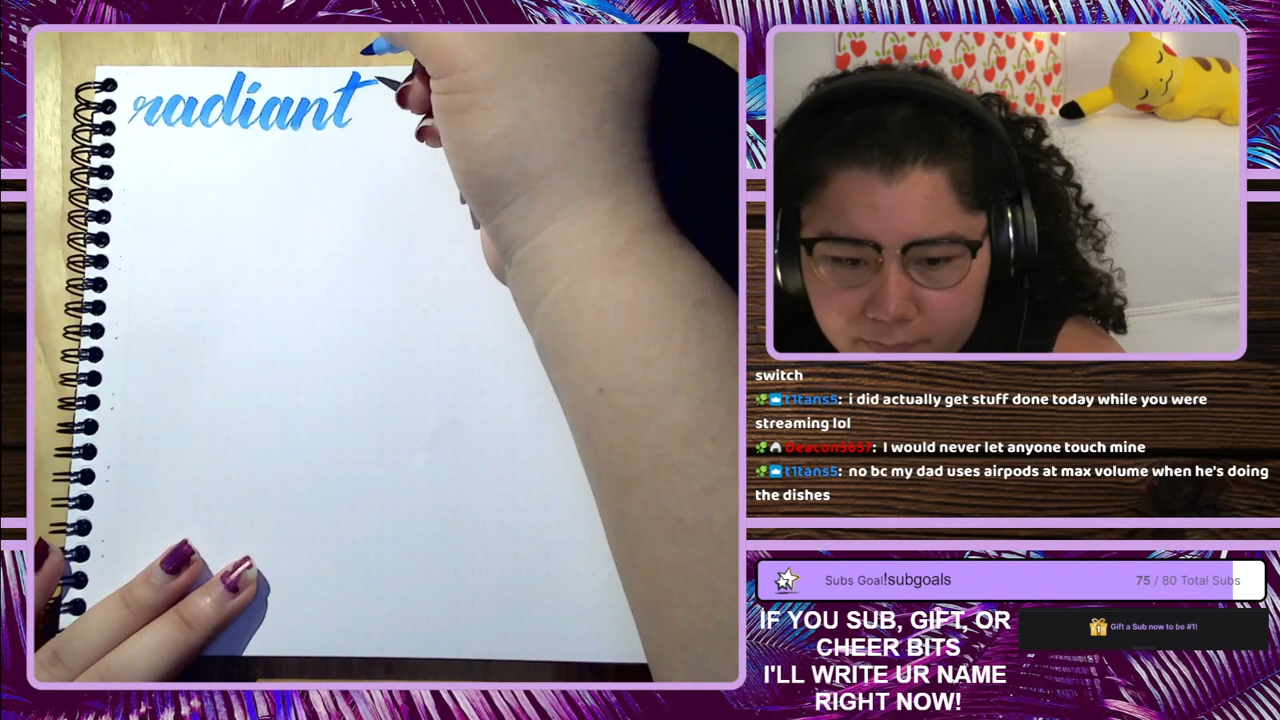 radiant
switch
t1tans5: i did actually get stuff done today while you were
streaming lol
Deacon3657: I would never let anyone touch mine
t1tans5: no bc my dad uses airpods at max volume when he's doing
the dishes
Subs Goal!subgoals 75 / 80 Total Subs
IF YOU SUB, GIFT, OR
CHEER BITS
I'LL WRITE UR NAME
RIGHT NOW!
1 Gift a Sub now to be #1!